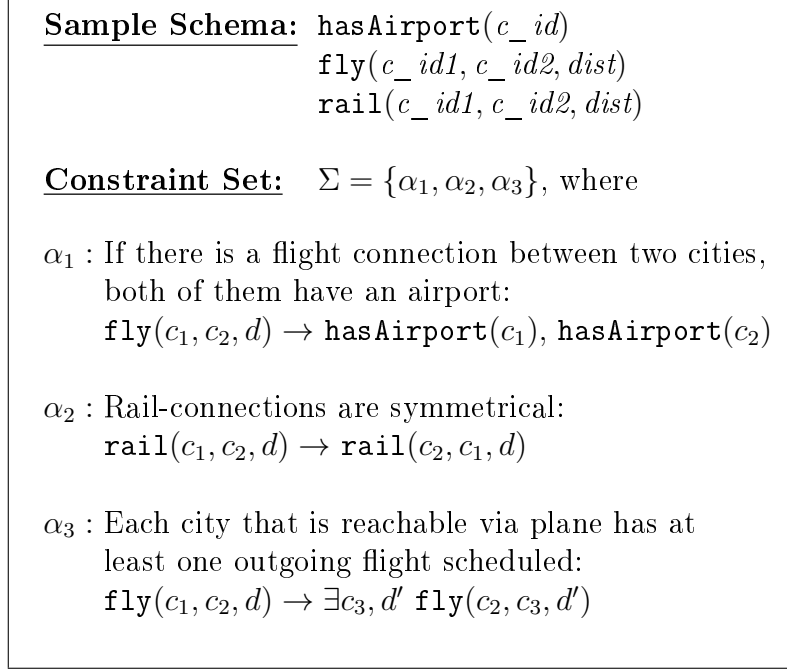 Sample Schema: hasAirport(c_id)
fly(c_id1, c_id2, dist)
rail(c_id1, c_id2, dist)
Constraint Set: Σ = {α₁, α₂, α₃}, where
α₁ : If there is a flight connection between two cities,
both of them have an airport:
fly(c₁, c₂, d) → hasAirport(c₁), hasAirport(c₂)
α₂ : Rail-connections are symmetrical:
rail(c₁, c₂, d) → rail(c₂, c₁, d)
α₃ : Each city that is reachable via plane has at
least one outgoing flight scheduled:
fly(c₁, c₂, d) → ∃c₃, d′ fly(c₂, c₃, d′)